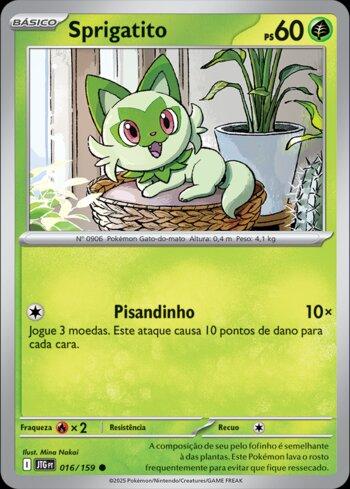 BÁSICO
Sprigatito
PS 60
Nº 0906 Pokémon Gato-do-mato Altura: 0,4 m Peso: 4,1 kg
Pisandinho 10×
Jogue 3 moedas. Este ataque causa 10 pontos de dano para
cada cara.
Fraqueza ×2 Resistência Recuo
Ilust. Mina Nakai
I JTG PT 016/159
A composição de seu pelo fofinho é semelhante
à das plantas. Este Pokémon lava o rosto
frequentemente para evitar que fique ressecado.
©2025 Pokémon/Nintendo/Creatures/GAME FREAK